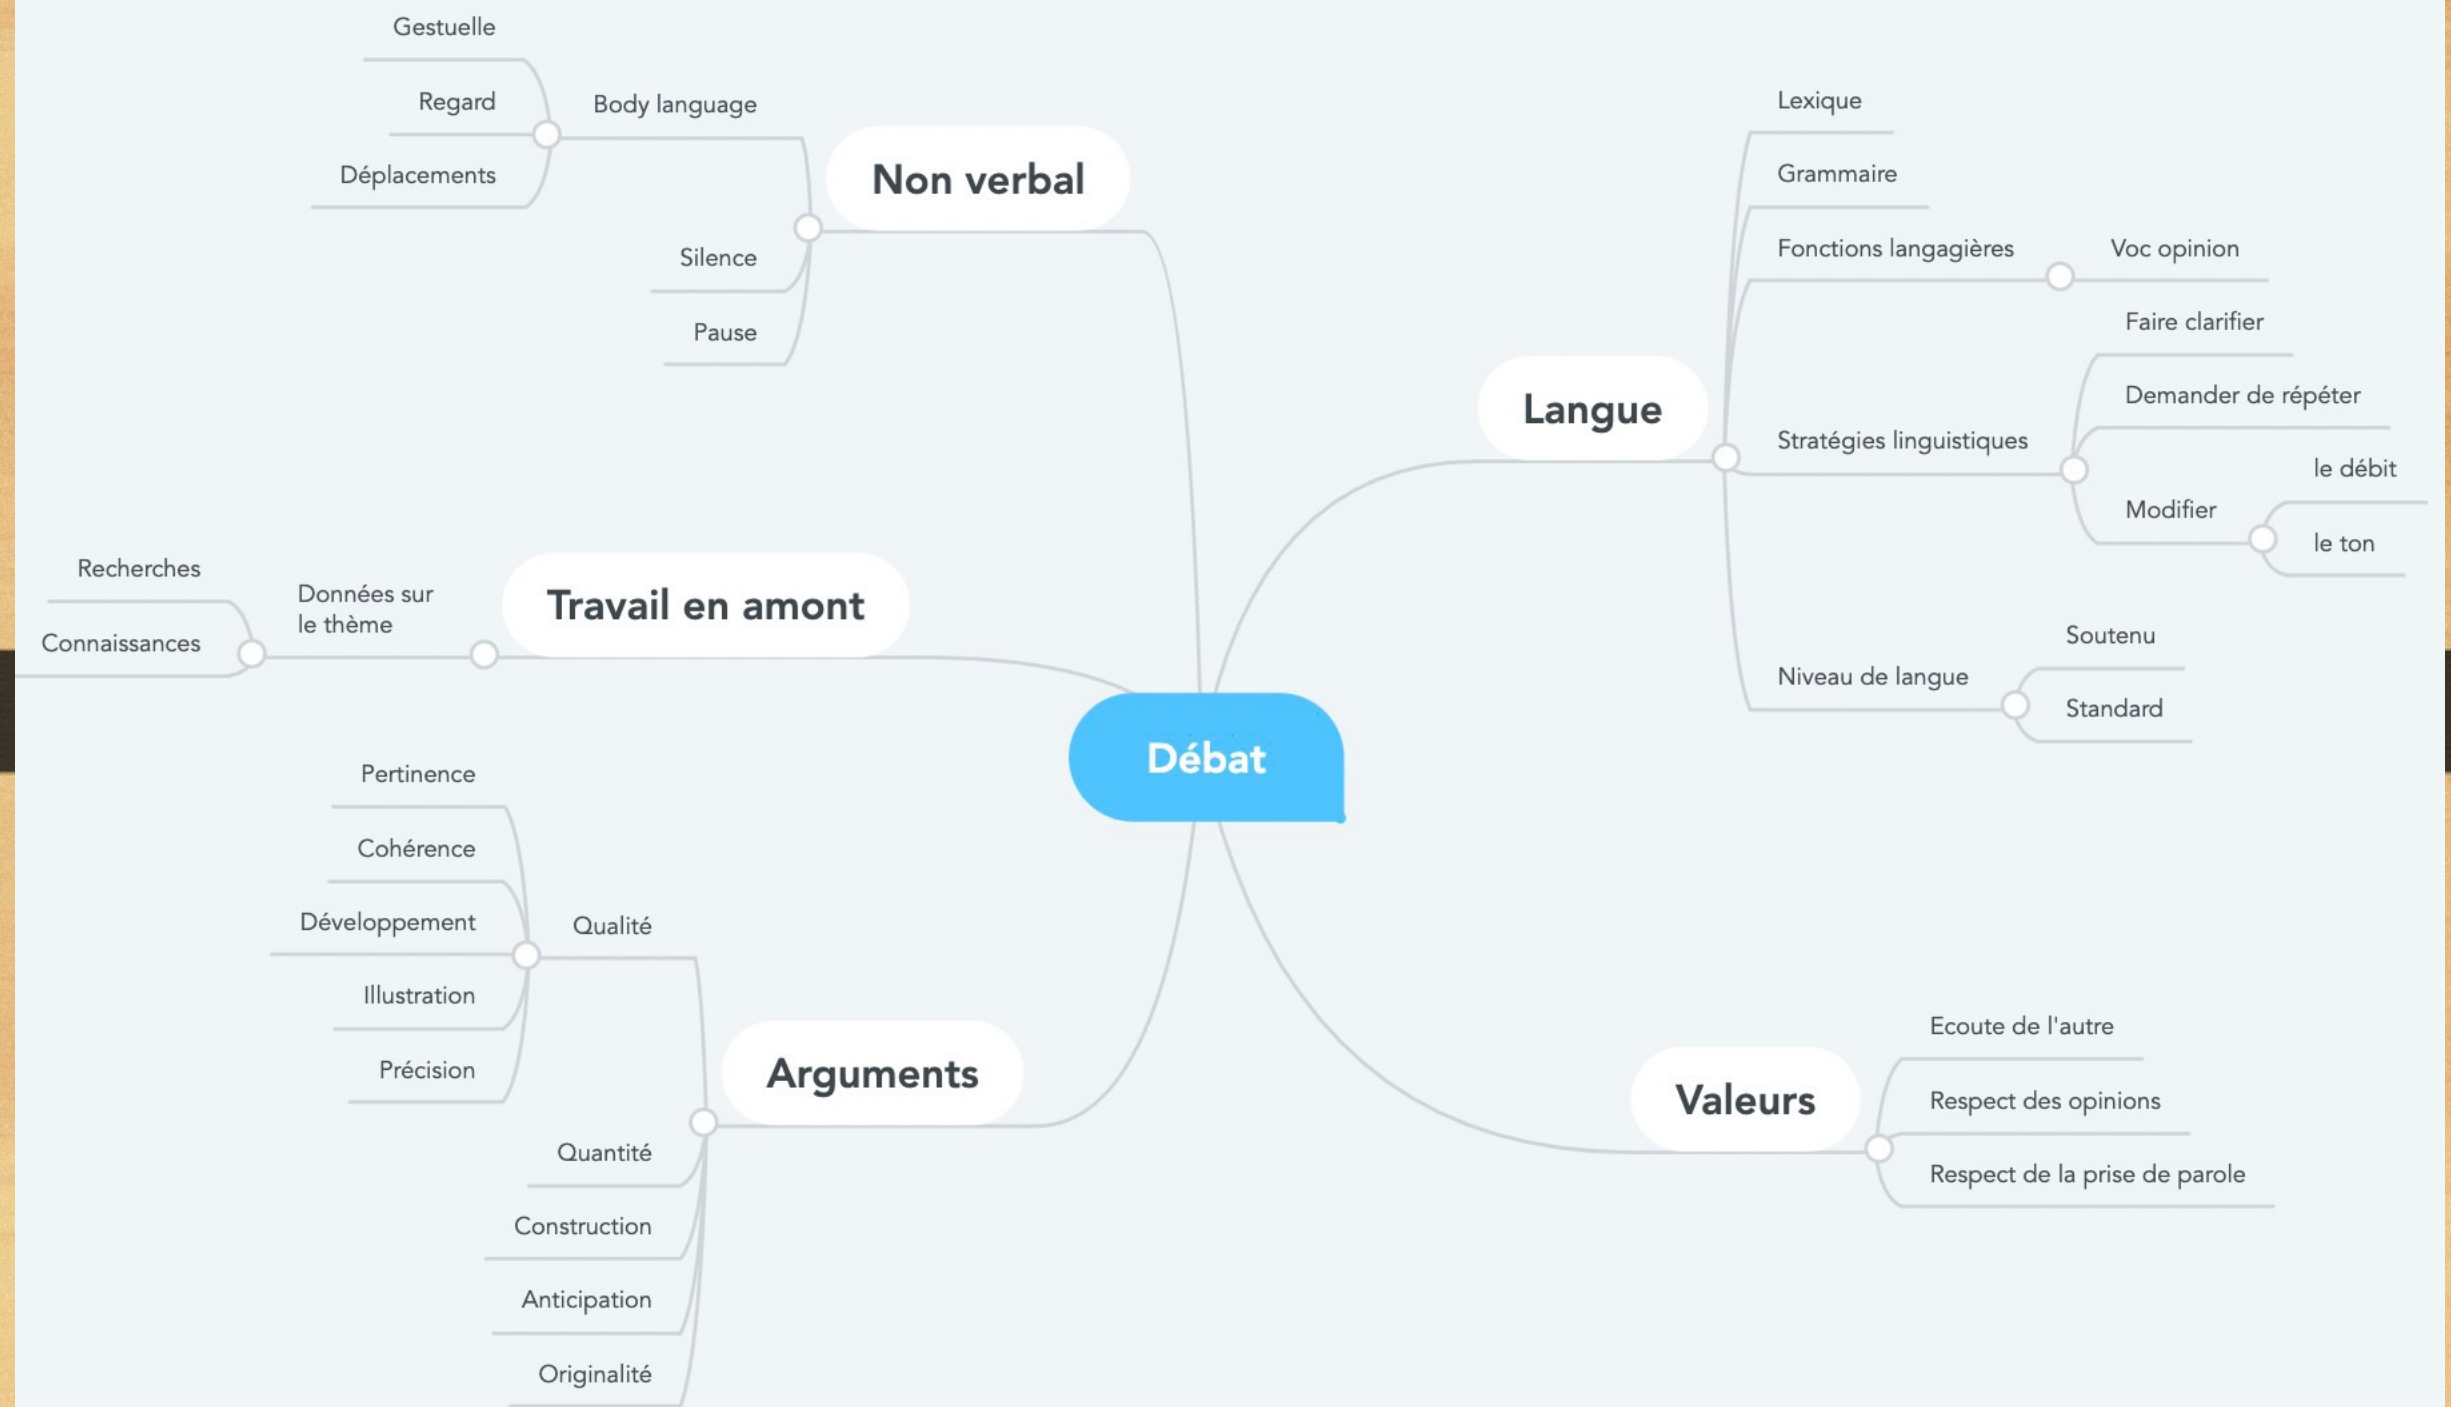 Gestuelle
Regard
Déplacements
Body language
Silence
Pause
Non verbal
Recherches
Connaissances
Données sur
le thème
Travail en amont
Pertinence
Cohérence
Développement
Illustration
Précision
Qualité
Quantité
Construction
Anticipation
Originalité
Arguments
Débat
Langue
Lexique
Grammaire
Fonctions langagières
Voc opinion
Stratégies linguistiques
Faire clarifier
Demander de répéter
Modifier
le débit
le ton
Niveau de langue
Soutenu
Standard
Valeurs
Ecoute de l'autre
Respect des opinions
Respect de la prise de parole